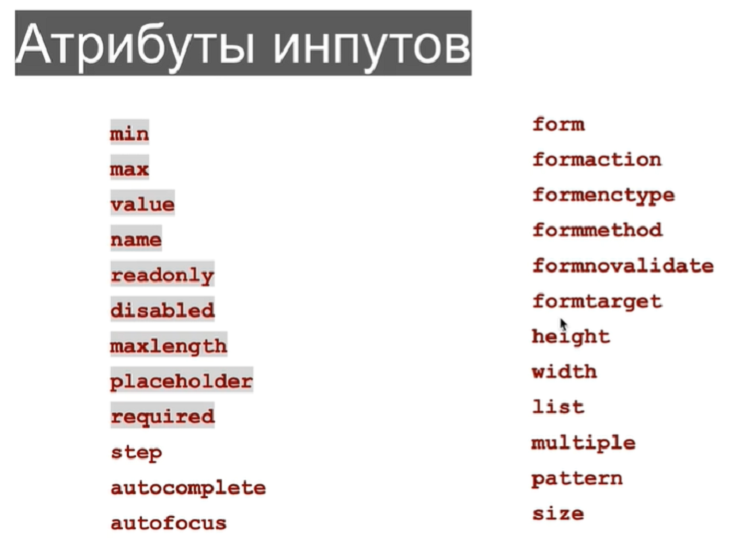 Атрибуты инпутов
min
max
value
name
readonly
disabled
maxlength
placeholder
required
step
autocomplete
autofocus
form
formaction
formenctype
formmethod
formnovalidate
formtarget
height
width
list
multiple
pattern
size